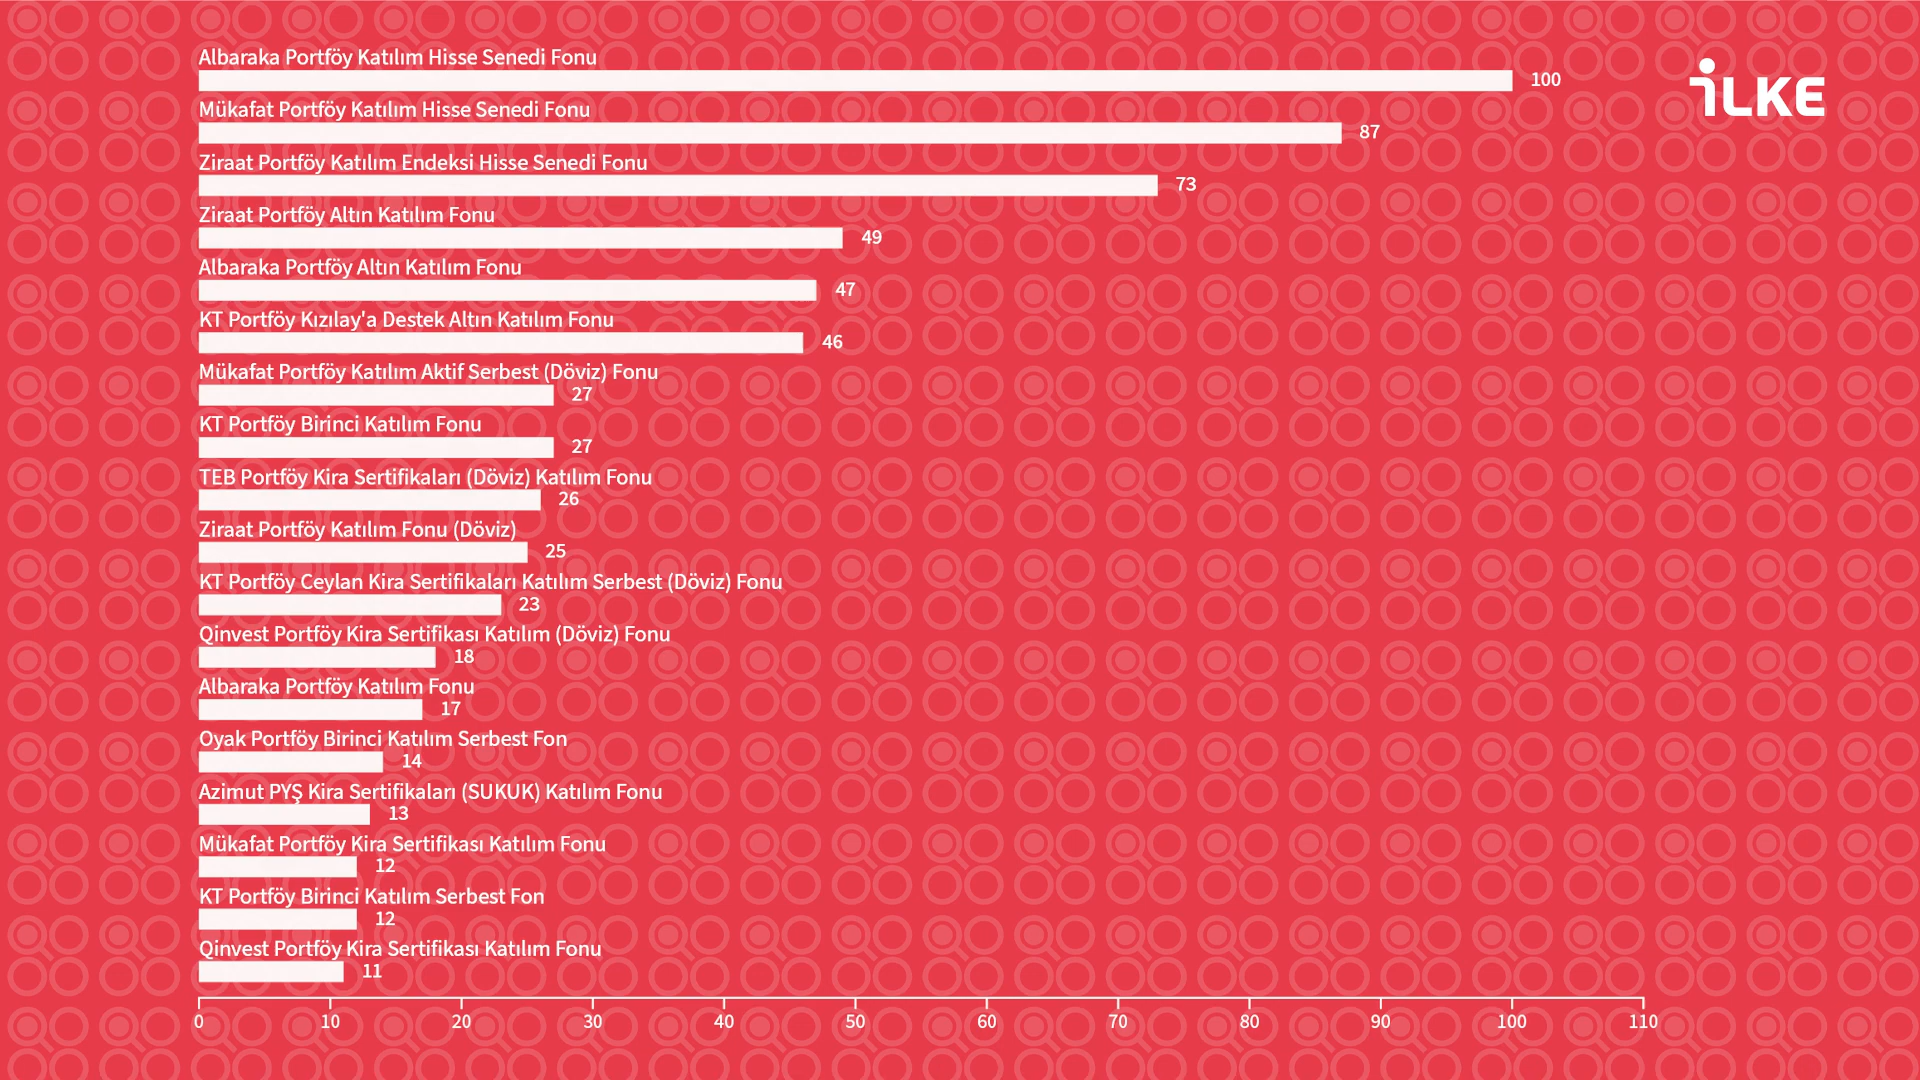 Albaraka Portföy Katılım Hisse Senedi Fonu
100
iLKE
Mükafat Portföy Katılım Hisse Senedi Fonu
87
Ziraat Portföy Katılım Endeksi Hisse Senedi Fonu
73
Ziraat Portföy Altın Katılım Fonu
49
Albaraka Portföy Altın Katılım Fonu
47
KT Portföy Kızılay'a Destek Altın Katılım Fonu
46
Mükafat Portföy Katılım Aktif Serbest (Döviz) Fonu
27
KT Portföy Birinci Katılım Fonu
27
TEB Portföy Kira Sertifikaları (Döviz) Katılım Fonu
26
Ziraat Portföy Katılım Fonu (Döviz)
25
KT Portföy Ceylan Kira Sertifikaları Katılım Serbest (Döviz) Fonu
23
Qinvest Portföy Kira Sertifikası Katılım (Döviz) Fonu
18
Albaraka Portföy Katılım Fonu
17
Oyak Portföy Birinci Katılım Serbest Fon
14
Azimut PYŞ Kira Sertifikaları (SUKUK) Katılım Fonu
13
Mükafat Portföy Kira Sertifikası Katılım Fonu
12
KT Portföy Birinci Katılım Serbest Fon
12
Qinvest Portföy Kira Sertifikası Katılım Fonu
11
0 10 20 30 40 50 60 70 80 90 100 110